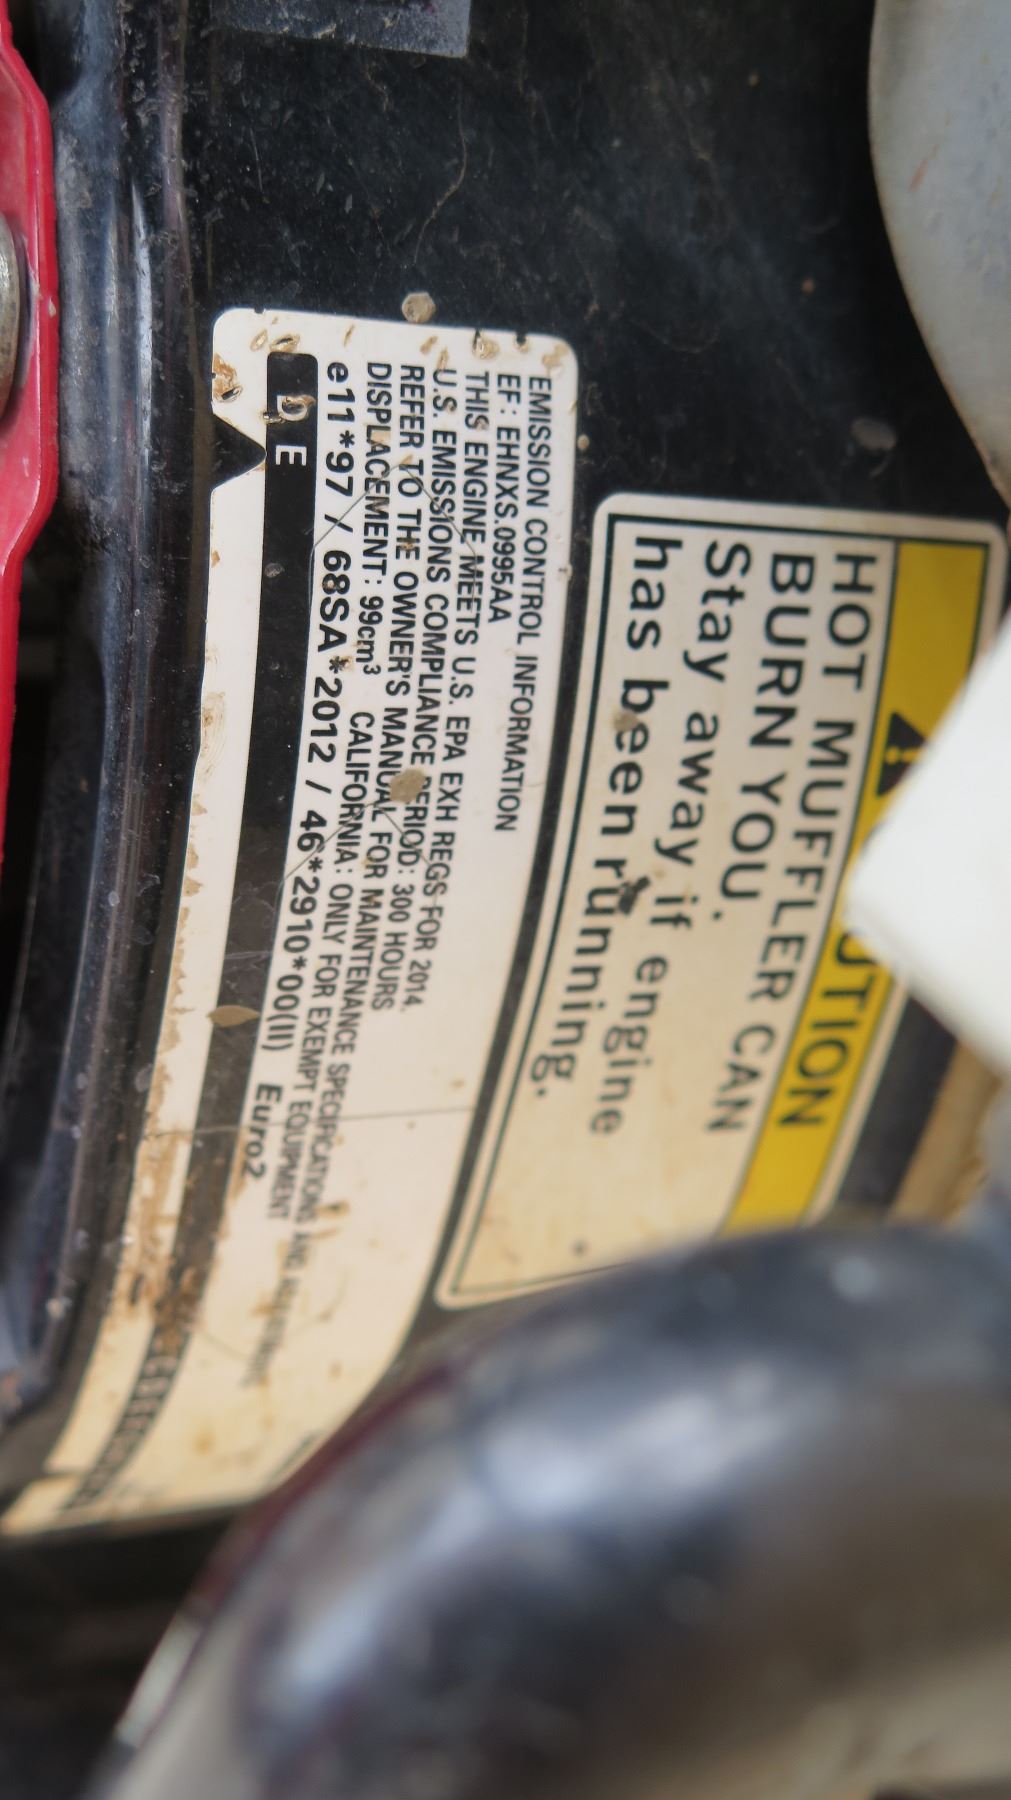 HOT MUFFLER CAN
BURN YOU.
Stay away if engine
has been running.
EMISSION CONTROL INFORMATION
EF: EHNXS.0995AA
THIS ENGINE MEETS U.S. EPA EXH REGS FOR 2014.
U.S. EMISSIONS COMPLIANCE PERIOD: 300 HOURS
REFER TO THE OWNER'S MANUAL FOR MAINTENANCE SPECIFICATIONS AND
DISPLACEMENT: 99cm³ CALIFORNIA: ONLY FOR EXEMPT EQUIPMENT
e11*97 / 68SA*2012 / 46*2910*00(II) Euro2
D E